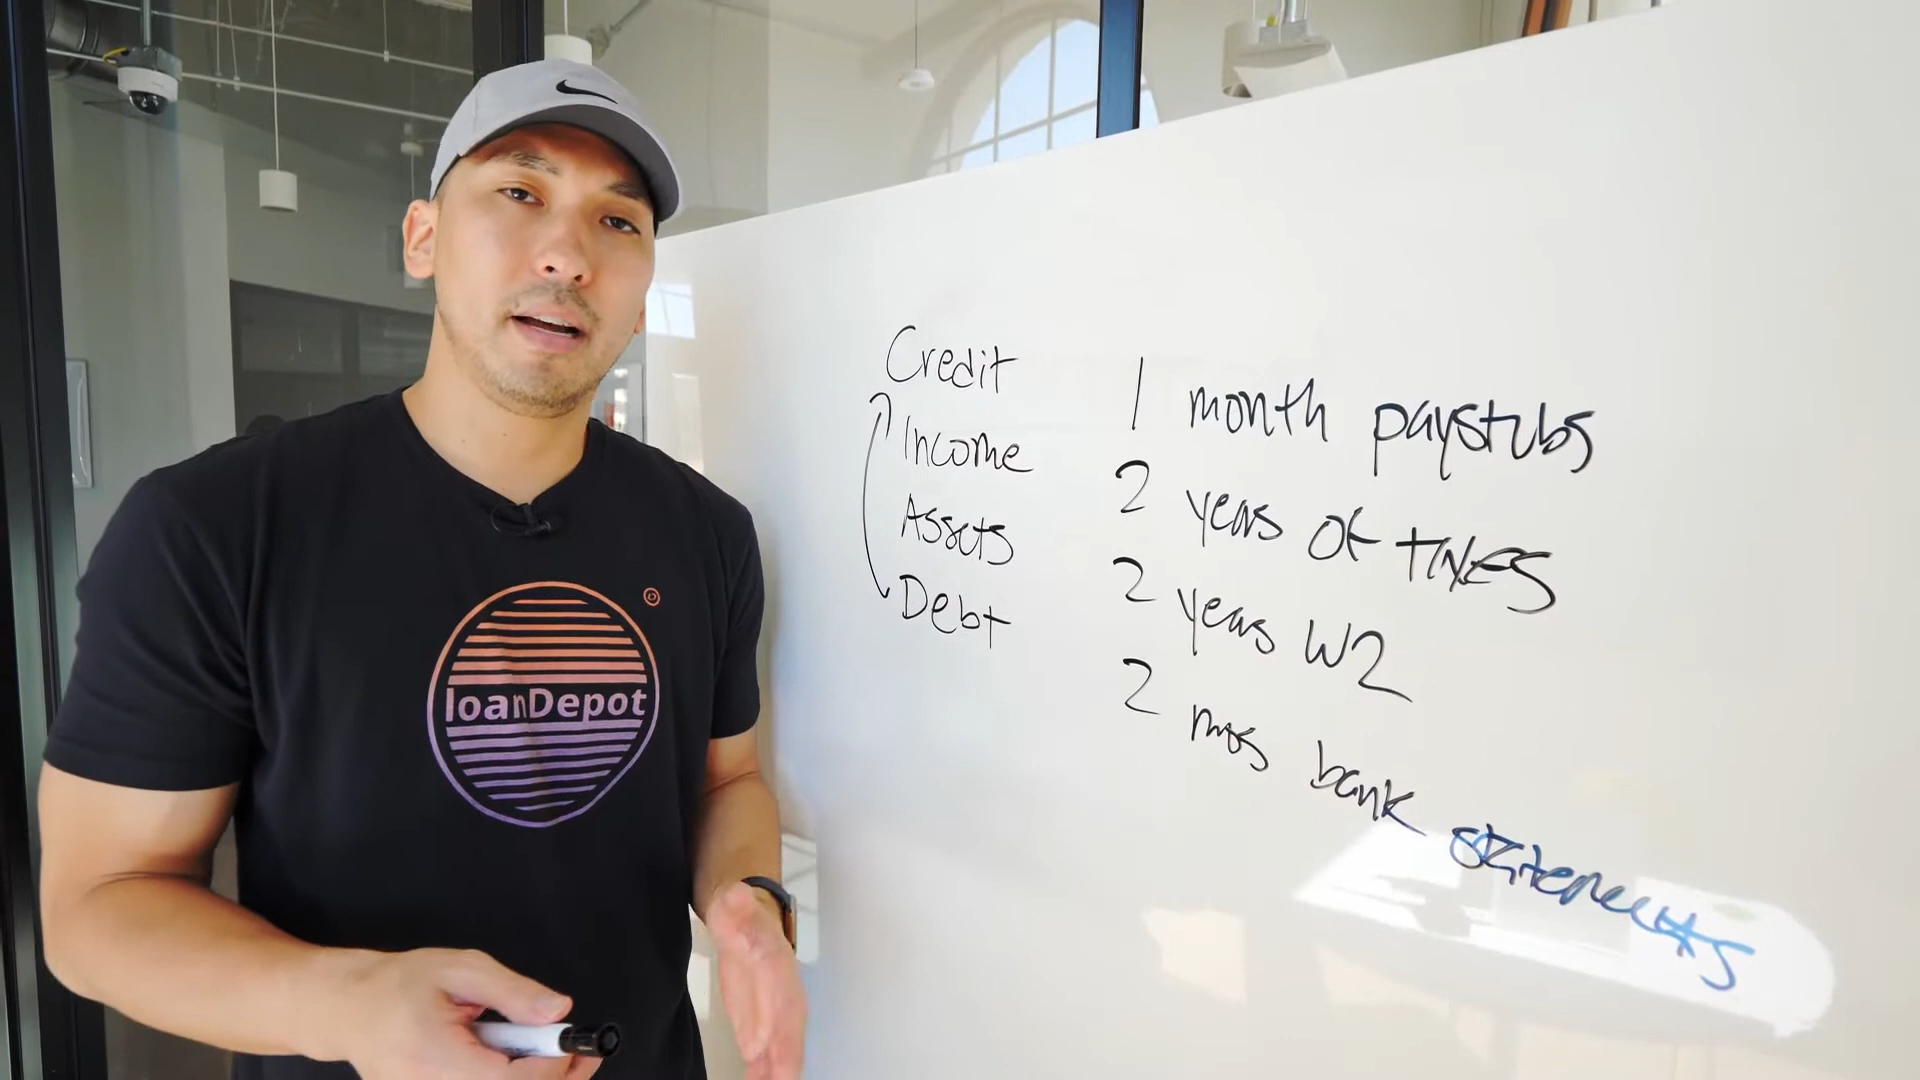 Credit
Income
Assets
Debt
1 month paystubs
2 years of TAXES
2 years W2
2 mos bank statements
loanDepot